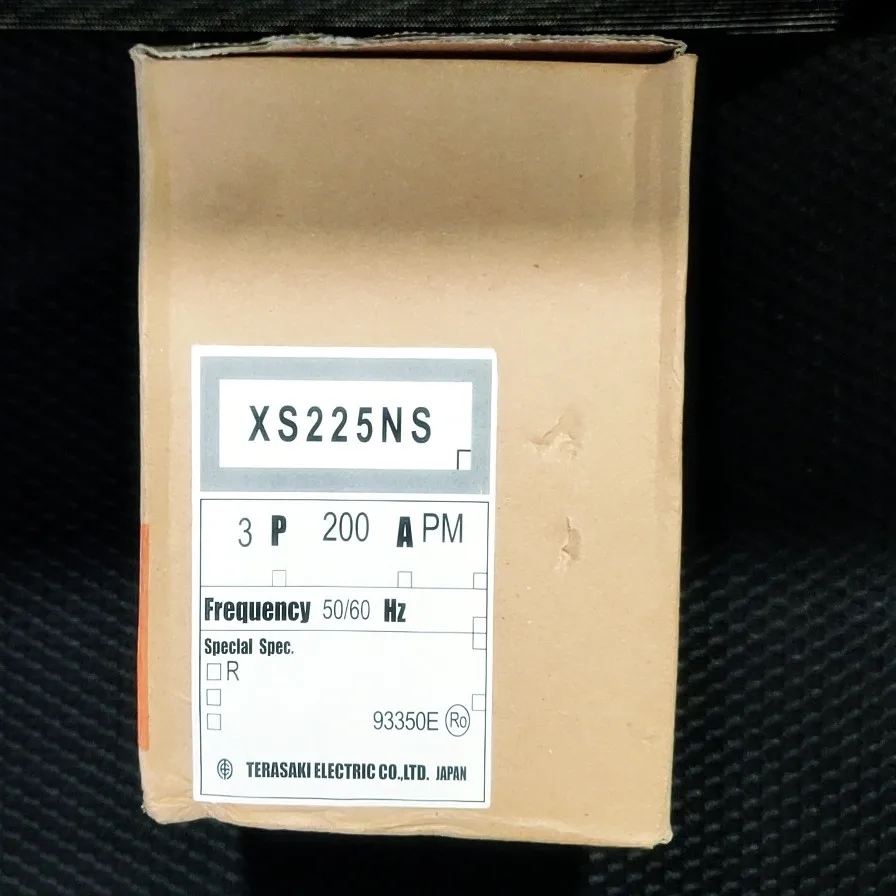 XS225NS
3 P 200 A PM
Frequency 50/60 Hz
Special Spec.
R
93350E Ro
TERASAKI ELECTRIC CO.,LTD. JAPAN